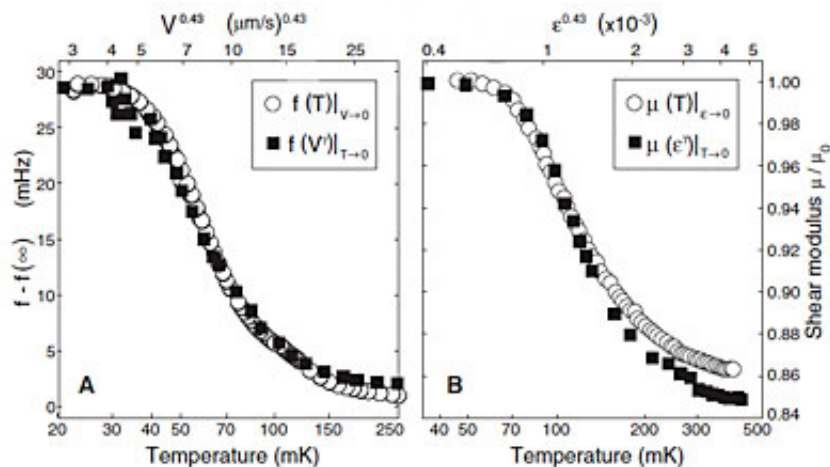 V^0.43 (μm/s)^0.43
3 4 5 7 10 15 25
f - f(∞) (mHz)
30
25
20
15
10
5
0
○ f (T)|V→0
■ f (V^γ)|T→0
A
20 30 40 50 70 100 150 250
Temperature (mK)
ε^0.43 (x10^-3)
0.4 1 2 3 4 5
○ μ (T)|ε→0
■ μ (ε^γ)|T→0
B
1.00
0.98
0.96
0.94
0.92
0.90
0.88
0.86
0.84
Shear modulus μ / μ0
40 50 70 100 200 300 500
Temperature (mK)